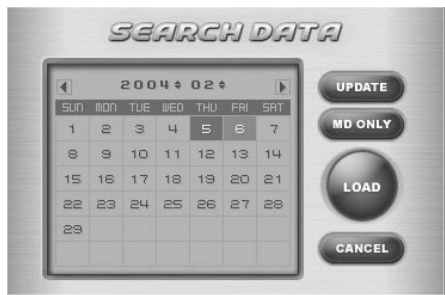 SEARCH DATA
2004 02
SUN MON TUE WED THU FRI SAT
1 2 3 4 5 6 7
8 9 10 11 12 13 14
15 16 17 18 19 20 21
22 23 24 25 26 27 28
29
UPDATE
MD ONLY
LOAD
CANCEL